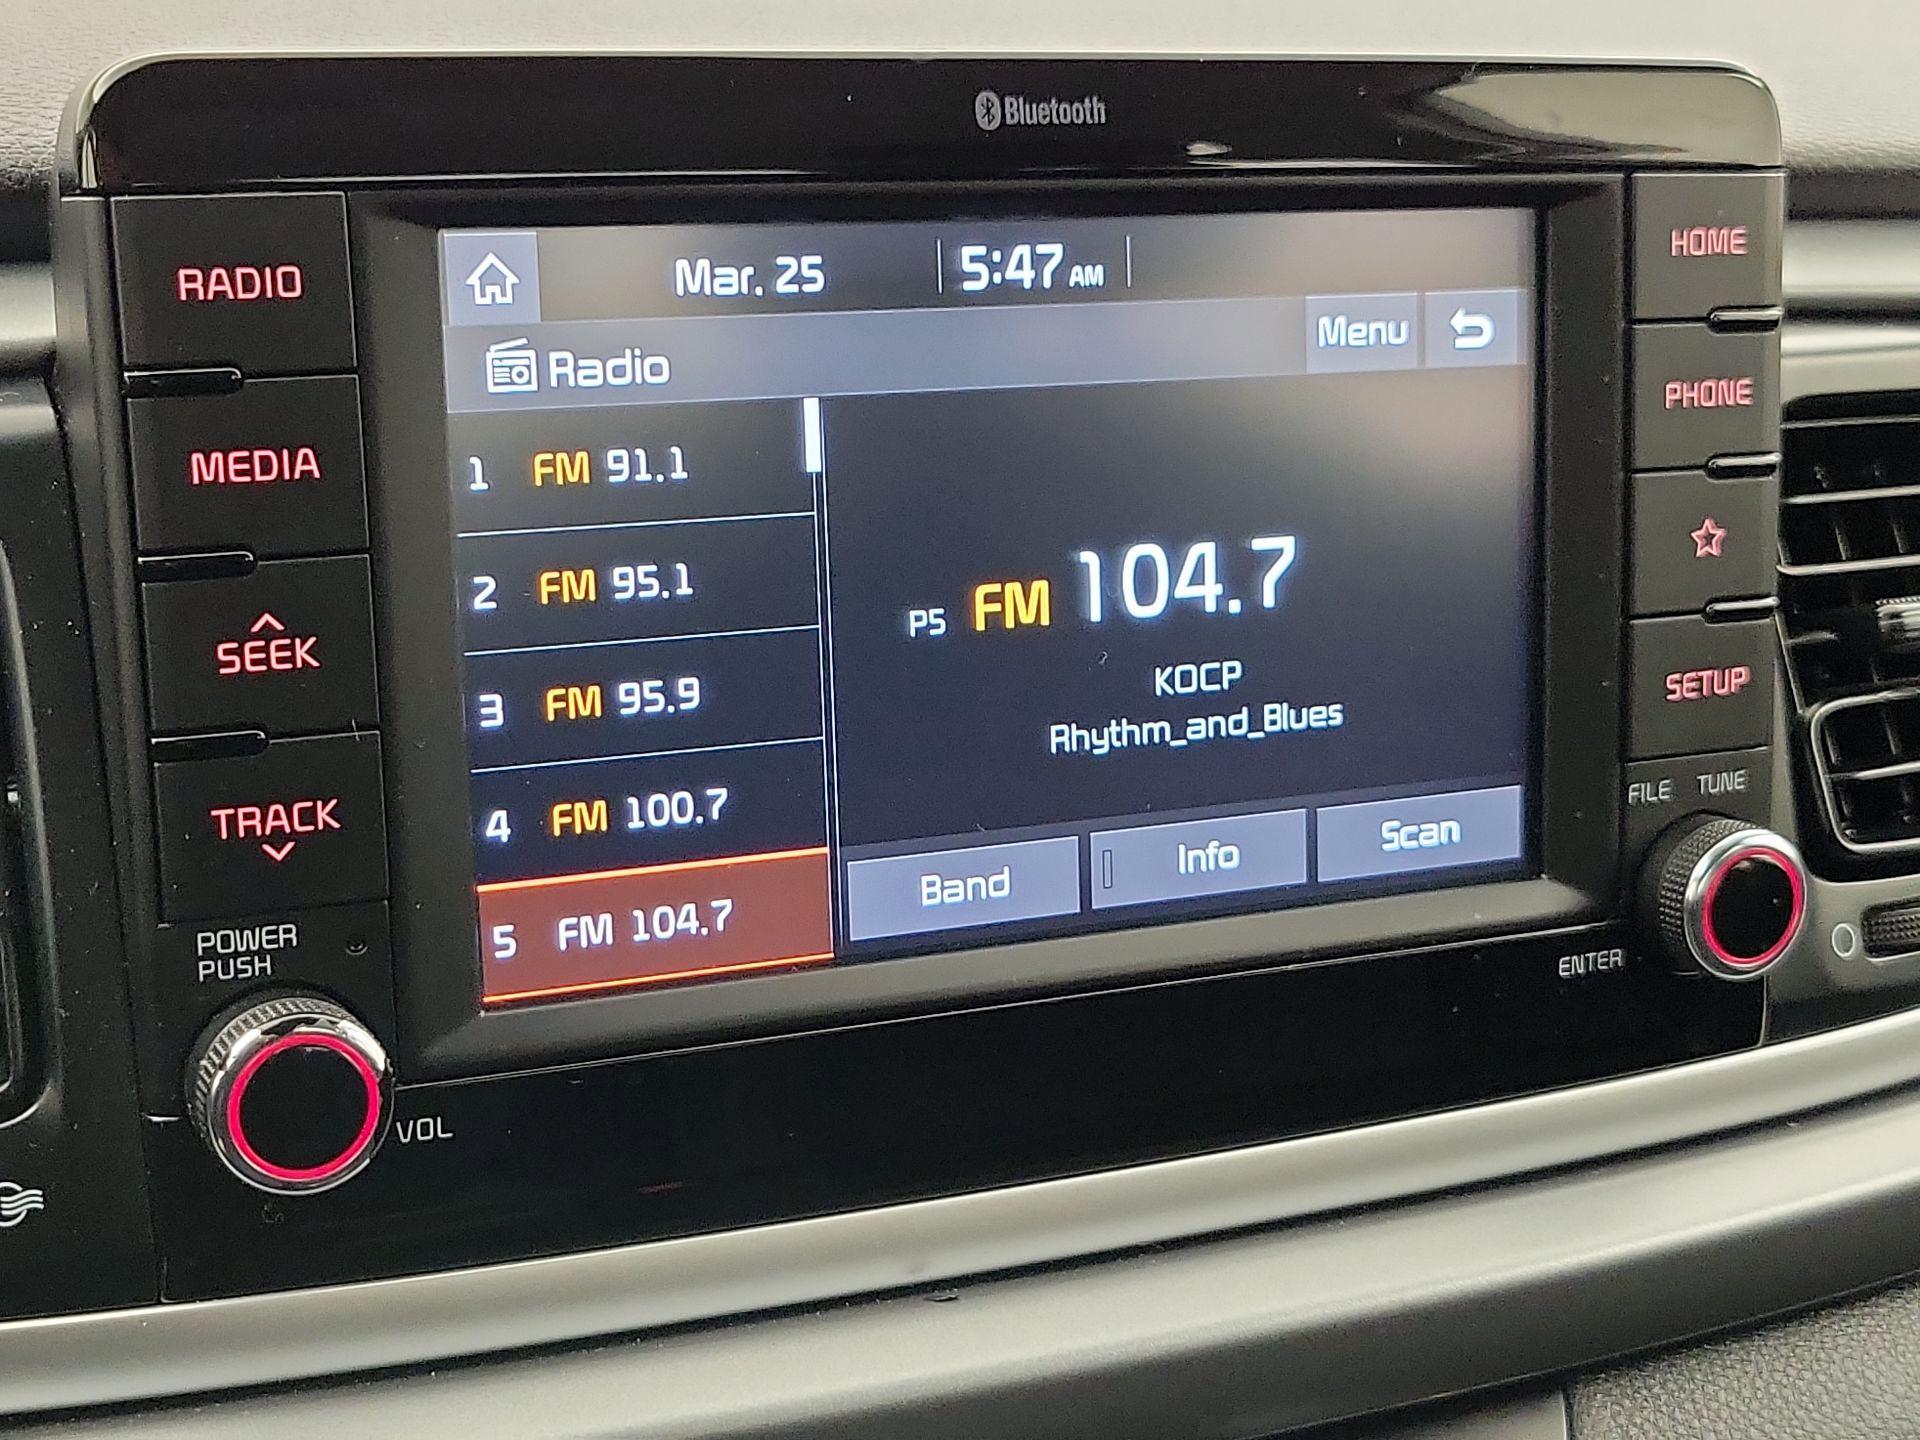 Bluetooth
RADIO
MEDIA
SEEK
TRACK
POWER
PUSH
VOL
Mar. 25 5:47 AM
Radio Menu
1 FM 91.1
2 FM 95.1
3 FM 95.9
4 FM 100.7
5 FM 104.7
P5 FM 104.7
KOCP
Rhythm_and_Blues
Band Info Scan
HOME
PHONE
SETUP
FILE TUNE
ENTER